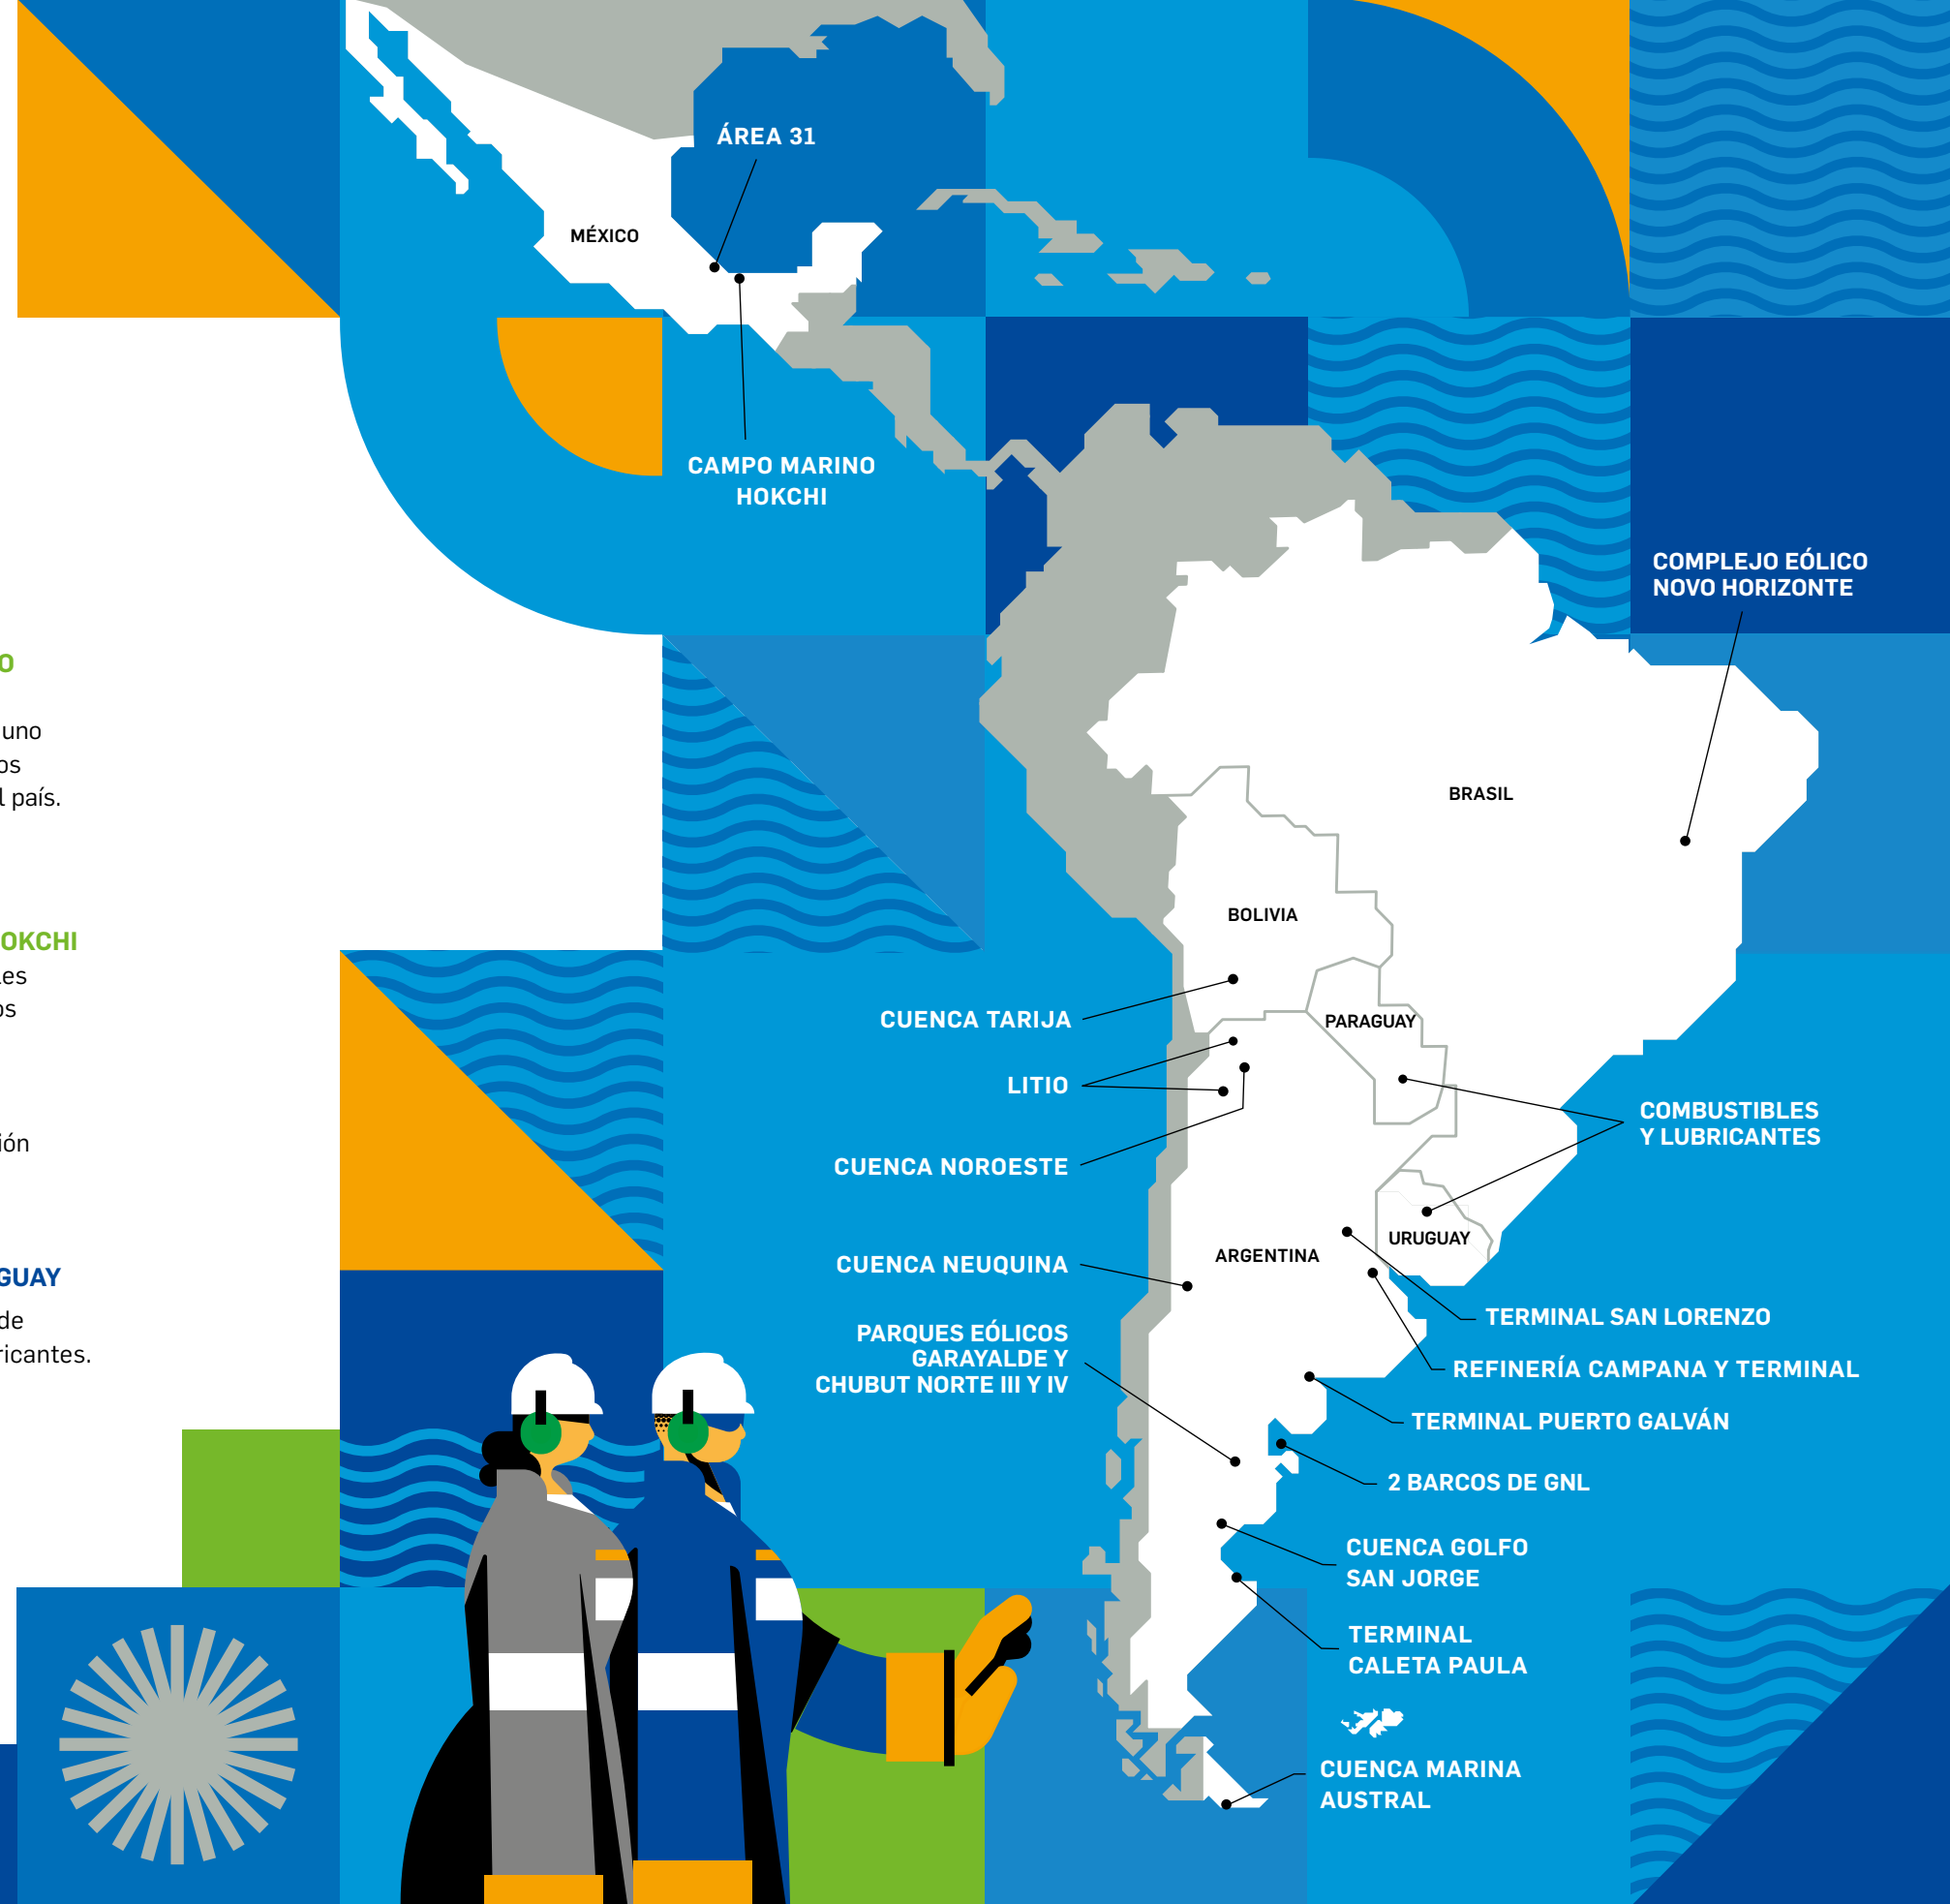 O
uno
os
l país.
OKCHI
les
os
ión
GUAY
de
ricantes.
ÁREA 31
MÉXICO
CAMPO MARINO
HOKCHI
COMPLEJO EÓLICO
NOVO HORIZONTE
BRASIL
BOLIVIA
CUENCA TARIJA
PARAGUAY
LITIO
COMBUSTIBLES
Y LUBRICANTES
CUENCA NOROESTE
URUGUAY
ARGENTINA
CUENCA NEUQUINA
TERMINAL SAN LORENZO
PARQUES EÓLICOS
GARAYALDE Y
CHUBUT NORTE III Y IV
REFINERÍA CAMPANA Y TERMINAL
TERMINAL PUERTO GALVÁN
2 BARCOS DE GNL
CUENCA GOLFO
SAN JORGE
TERMINAL
CALETA PAULA
CUENCA MARINA
AUSTRAL